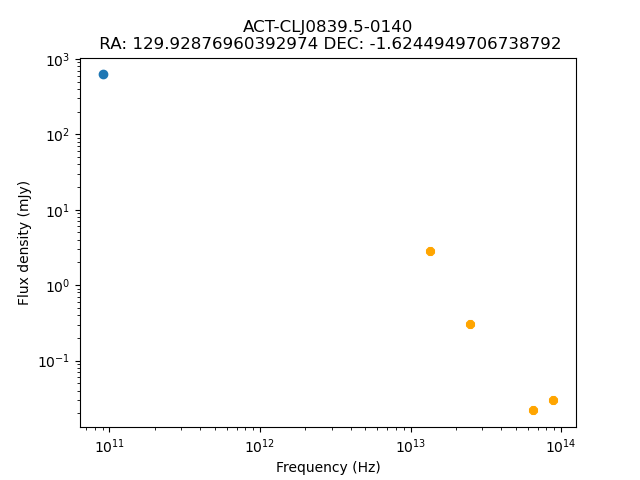 ACT-CLJ0839.5-0140
RA: 129.92876960392974 DEC: -1.6244949706738792
10³
10²
10¹
10⁰
10⁻¹
Flux density (mJy)
10¹¹ 10¹² 10¹³ 10¹⁴
Frequency (Hz)